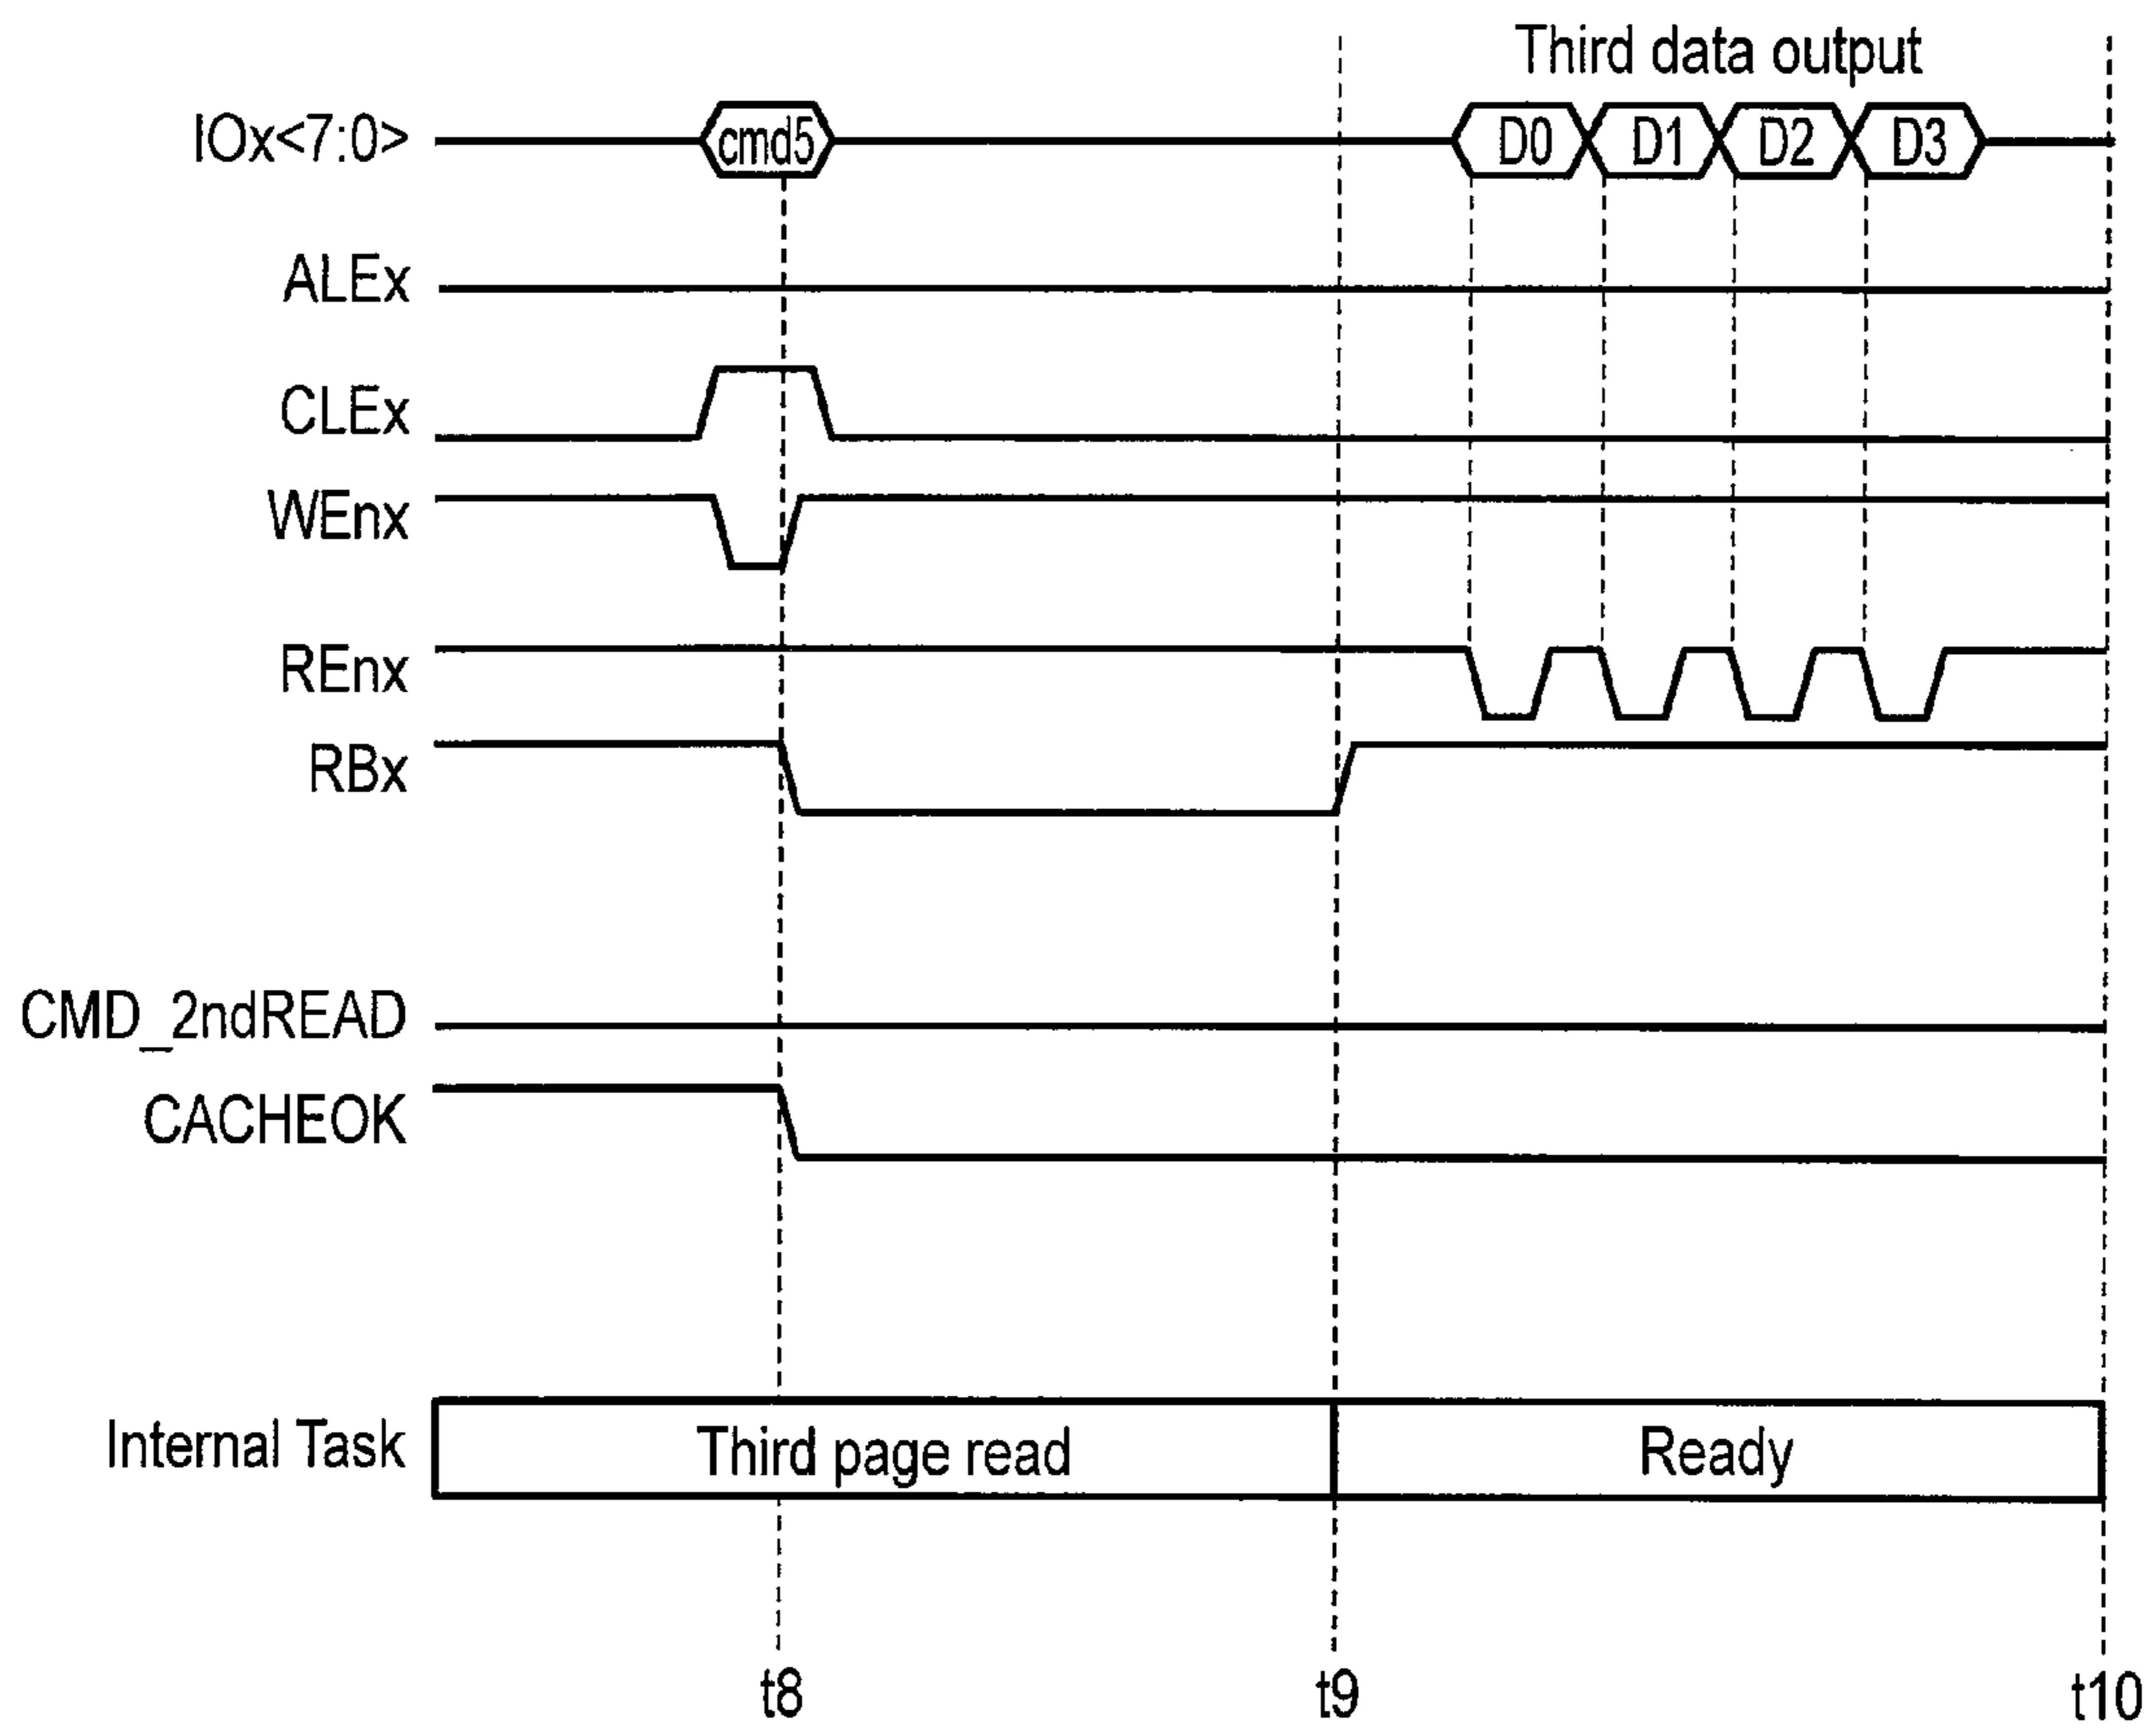 Third data output
IOx<7:0> cmd5 D0 D1 D2 D3
ALEx
CLEx
WEnx
REnx
RBx
CMD_2ndREAD
CACHEOK
Internal Task Third page read Ready
t8 t9 t10